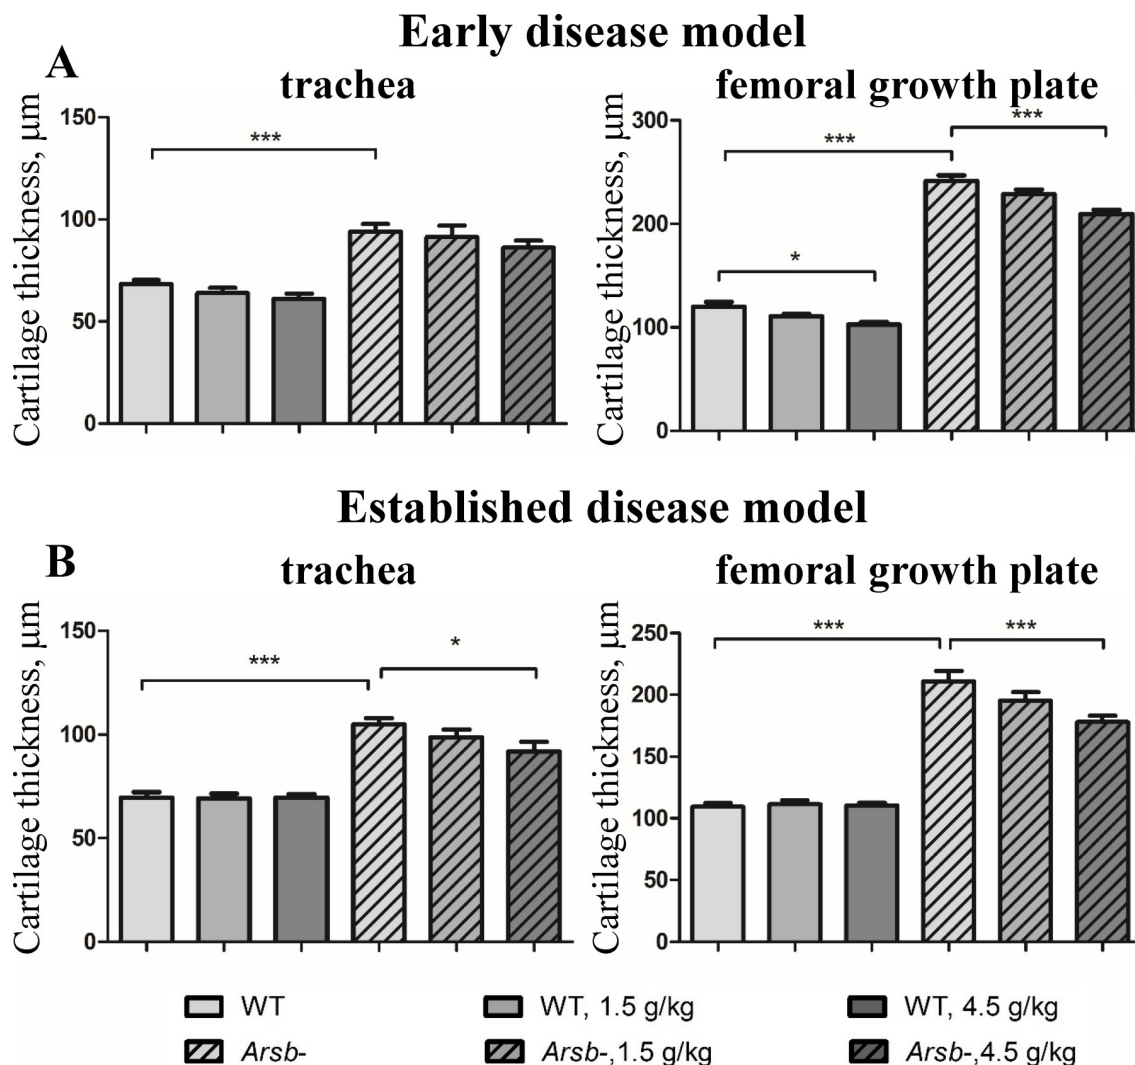 Early disease model
A
trachea
femoral growth plate
Cartilage thickness, μm
150
100
50
0
***
Cartilage thickness, μm
300
200
100
0
***
***
*
Established disease model
B
trachea
femoral growth plate
Cartilage thickness, μm
150
100
50
0
***
*
Cartilage thickness, μm
250
200
150
100
50
0
***
***
WT
WT, 1.5 g/kg
WT, 4.5 g/kg
Arsb-
Arsb-,1.5 g/kg
Arsb-,4.5 g/kg